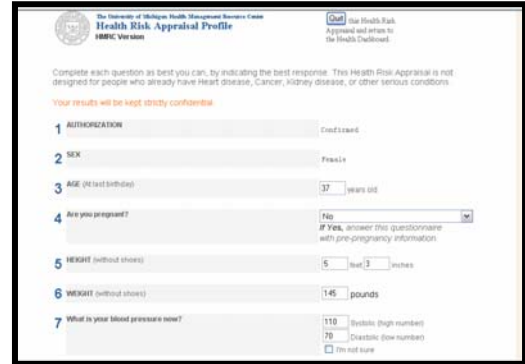 The University of Michigan Health Management Resource Center
Health Risk Appraisal Profile
HMRC Version
Quit this Health Risk
Appraisal and return to
the Health Dashboard
Complete each question as best you can, by indicating the best response. This Health Risk Appraisal is not
designed for people who already have Heart disease, Cancer, Kidney disease, or other serious conditions
Your results will be kept strictly confidential
1 AUTHORIZATION Confirmed
2 SEX Female
3 AGE (At last birthday) 37 years old
4 Are you pregnant? No
If Yes, answer this questionnaire
with pre-pregnancy information.
5 HEIGHT (without shoes) 5 feet 3 inches
6 WEIGHT (without shoes) 145 pounds
7 What is your blood pressure now? 110 Systolic (high number)
70 Diastolic (low number)
I'm not sure